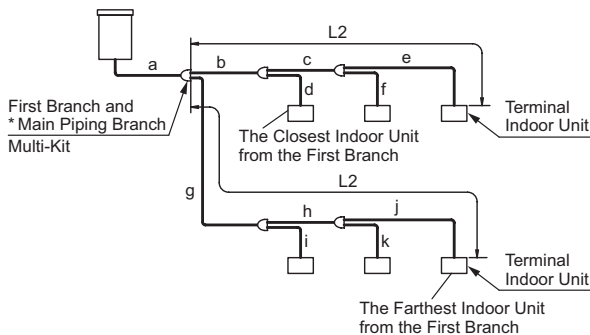 L2
a
b
c
e
d
f
First Branch and
* Main Piping Branch
Multi-Kit
The Closest Indoor Unit
from the First Branch
Terminal
Indoor Unit
L2
g
h
j
i
k
Terminal
Indoor Unit
The Farthest Indoor Unit
from the First Branch